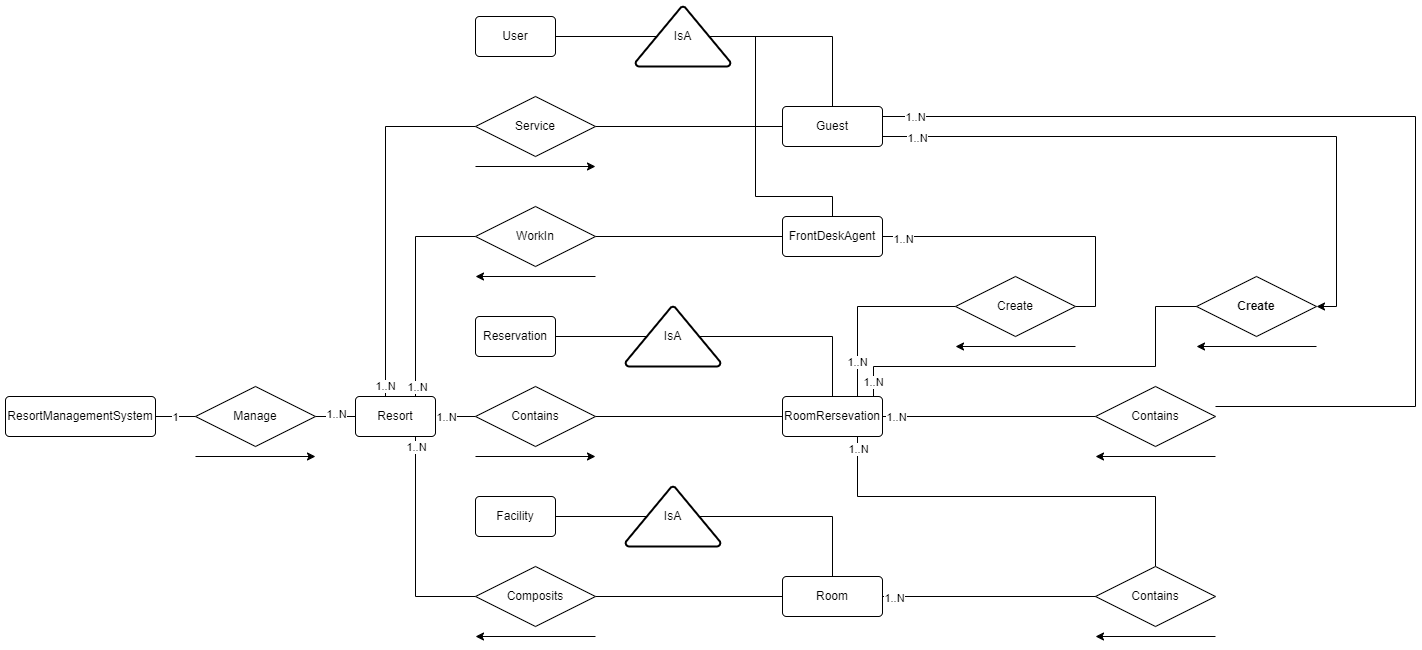 User
IsA
Service
Guest
1..N
1..N
WorkIn
FrontDeskAgent
1..N
Create
Create
Reservation
IsA
1..N
1..N
1..N
1..N
ResortManagementSystem
1
Manage
1..N
Resort
1..N
Contains
RoomRersevation
1..N
Contains
1..N
1..N
Facility
IsA
Composits
Room
1..N
Contains